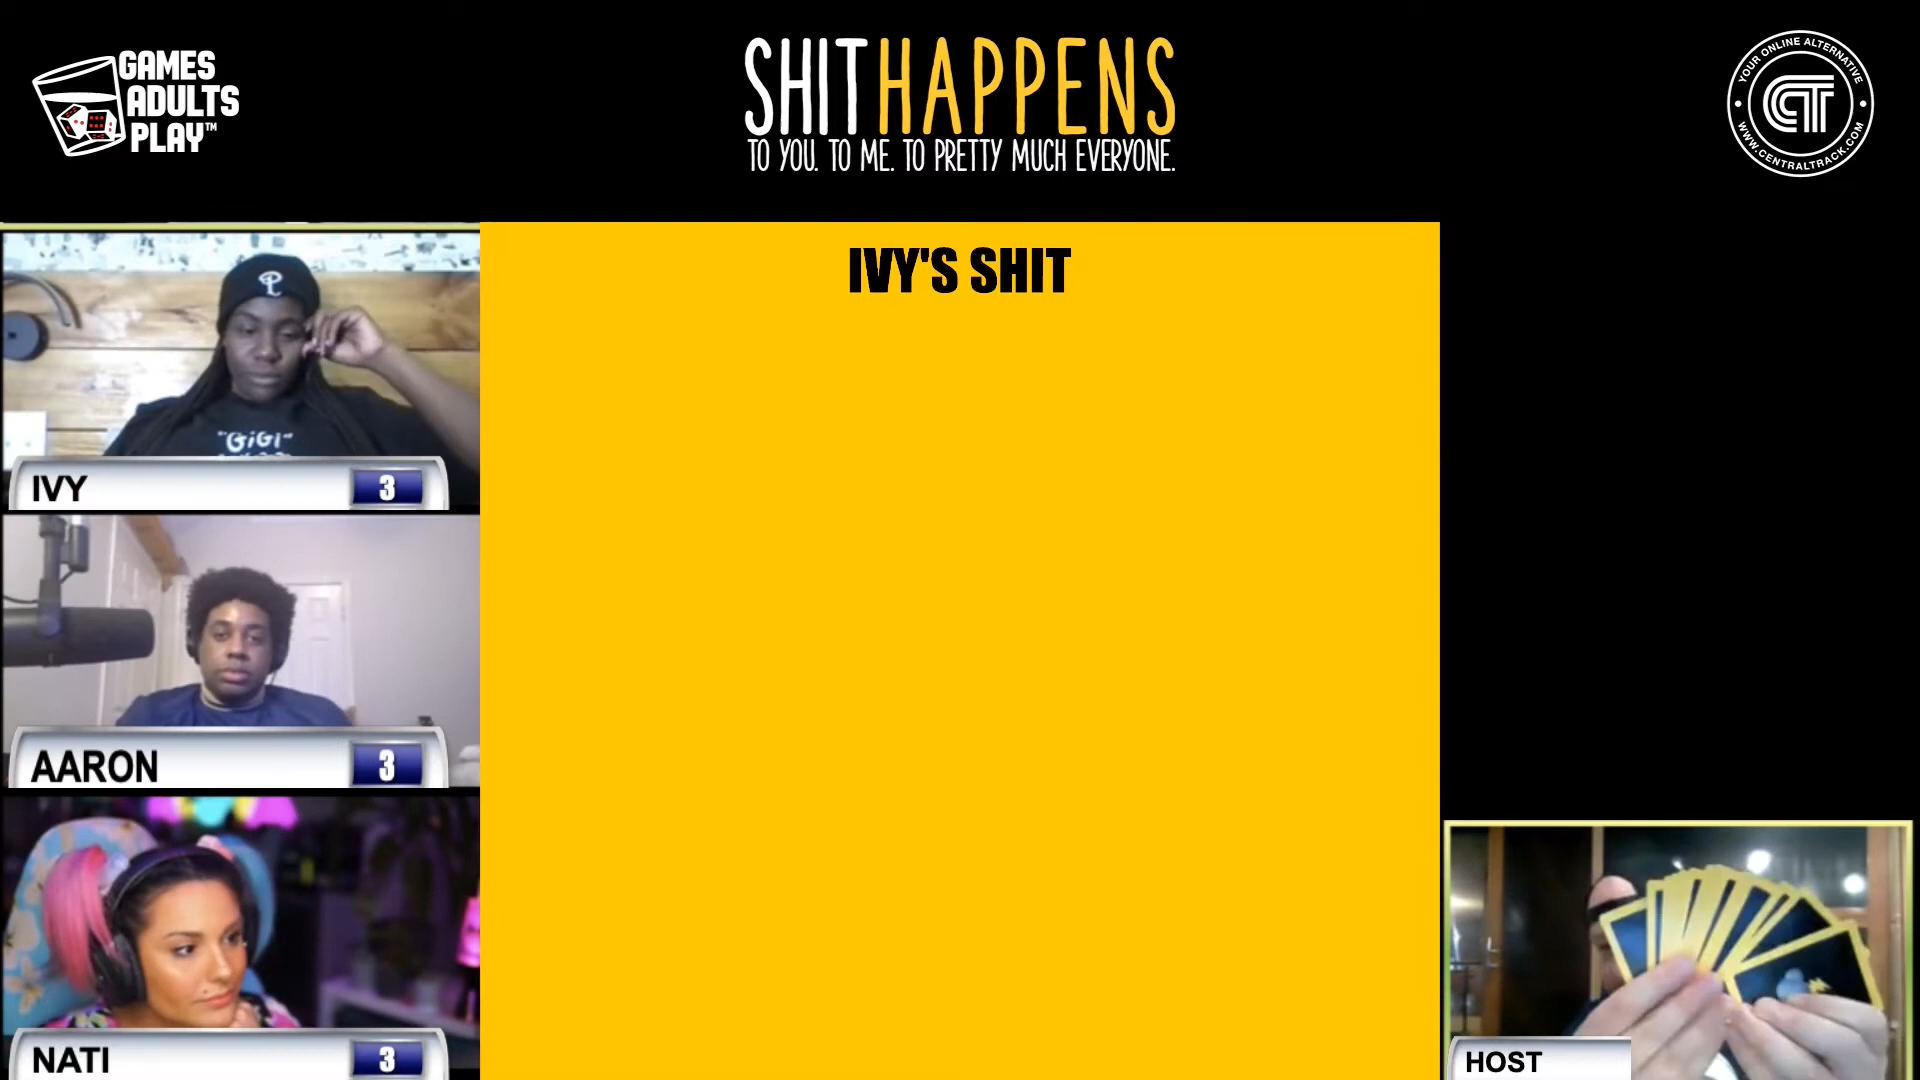 GAMES
ADULTS
PLAY™
SHIT HAPPENS
TO YOU. TO ME. TO PRETTY MUCH EVERYONE.
YOUR ONLINE ALTERNATIVE
CT
WWW.CENTRALTRACK.COM
IVY'S SHIT
P
"GiGi"
IVY 3
AARON 3
NATI 3
HOST